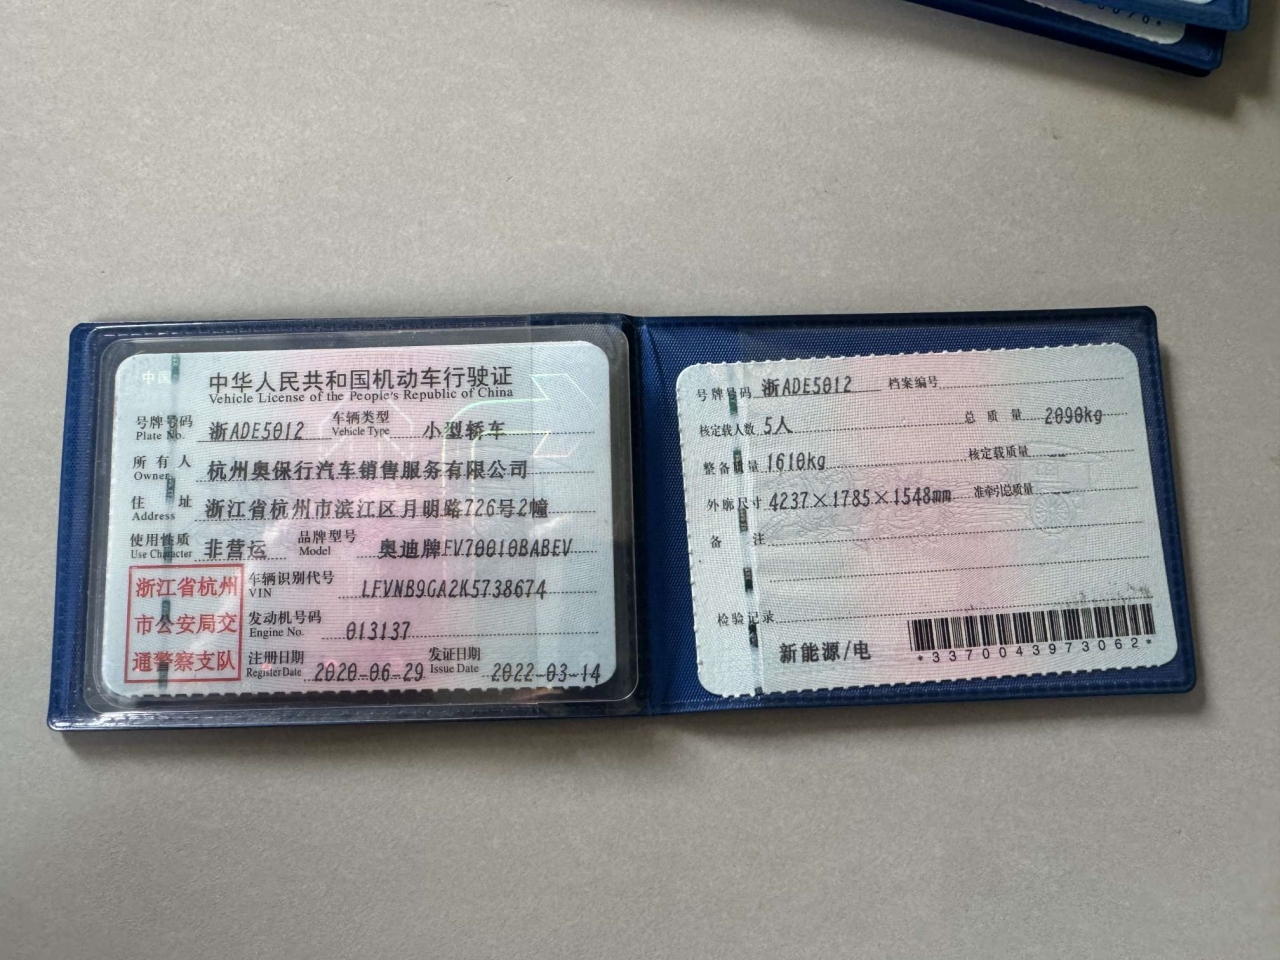 中国
中华人民共和国机动车行驶证
Vehicle License of the People's Republic of China
号牌号码 浙ADE5012 车辆类型 小型轿车
Plate No. Vehicle Type
所有人 杭州奥保行汽车销售服务有限公司
Owner
住址 浙江省杭州市滨江区月明路726号2幢
Address
使用性质 非营运 品牌型号 奥迪牌FV70010BABEV
Use Character Model
浙江省杭州
市公安局交
通警察支队
车辆识别代号 LFVNB9GA2K5738674
VIN
发动机号码 013137
Engine No.
注册日期 2020-06-29 发证日期 2022-03-14
Register Date Issue Date
号牌号码 浙ADE5012 档案编号
核定载人数 5人 总质量 2090kg
整备质量 1610kg 核定载质量 --
外廓尺寸 4237×1785×1548mm 准牵引总质量 --
备注
检验记录
新能源/电
*3370043973062*